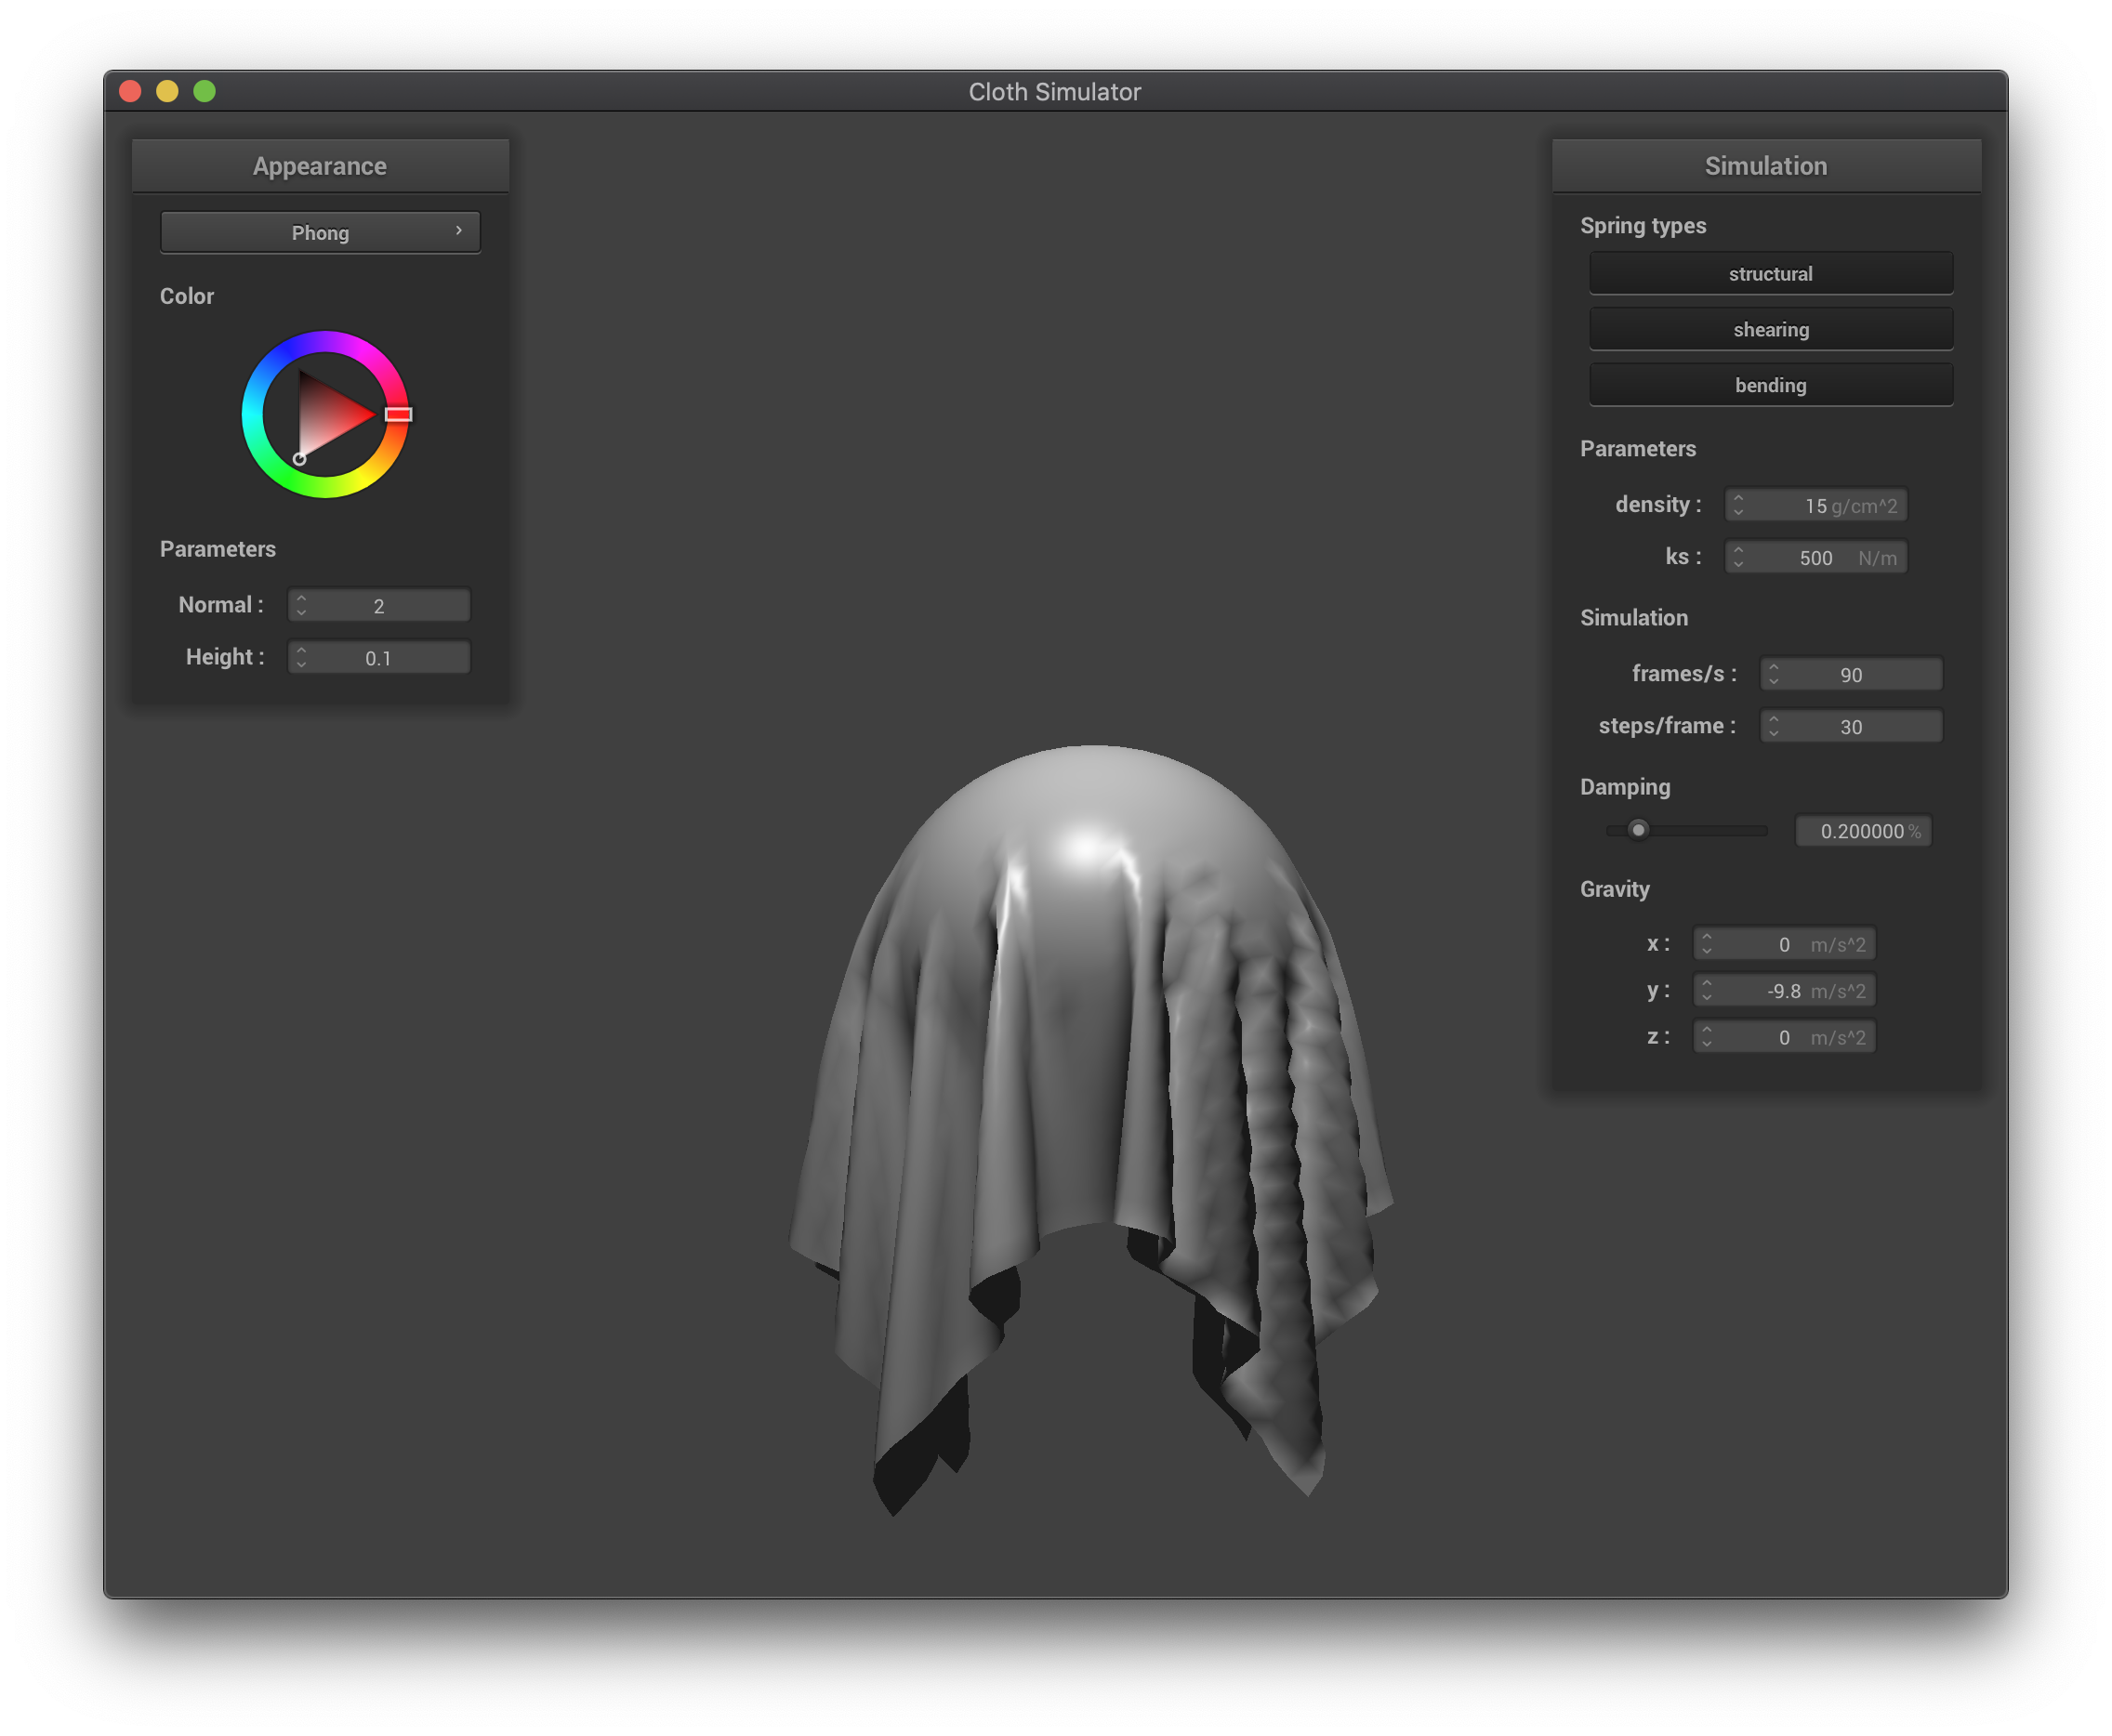 Cloth Simulator
Appearance
Phong
Color
Parameters
Normal : 2
Height : 0.1
Simulation
Spring types
structural
shearing
bending
Parameters
density : 15 g/cm^2
ks : 500 N/m
Simulation
frames/s : 90
steps/frame : 30
Damping
0.200000 %
Gravity
x : 0 m/s^2
y : -9.8 m/s^2
z : 0 m/s^2